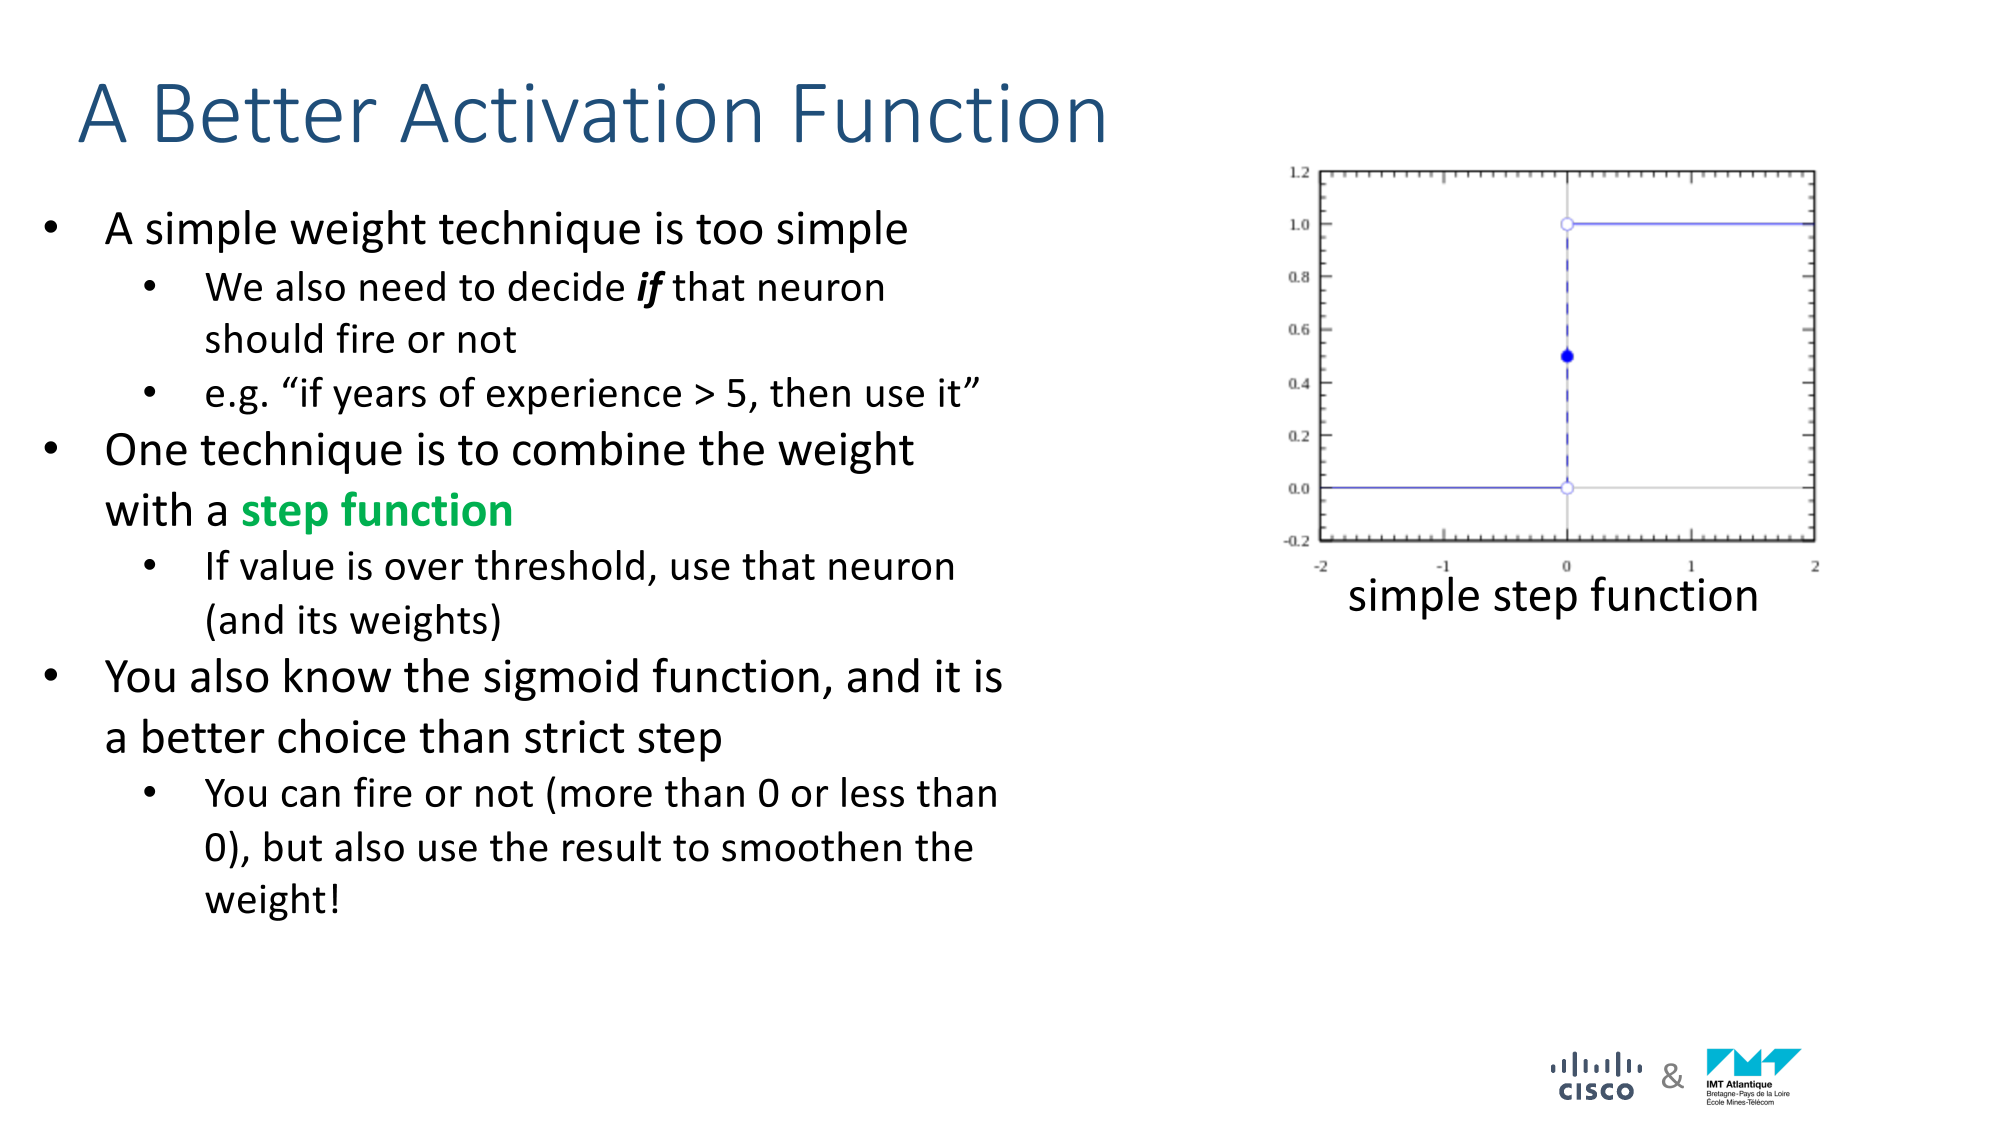 A Better Activation Function
• A simple weight technique is too simple
• We also need to decide if that neuron
should fire or not
• e.g. “if years of experience > 5, then use it”
• One technique is to combine the weight
with a step function
• If value is over threshold, use that neuron
(and its weights)
• You also know the sigmoid function, and it is
a better choice than strict step
• You can fire or not (more than 0 or less than
0), but also use the result to smoothen the
weight!
1.2
1.0
0.8
0.6
0.4
0.2
0.0
-0.2
-2 -1 0 1 2
simple step function
CISCO & IMT Atlantique
Bretagne-Pays de la Loire
École Mines-Télécom